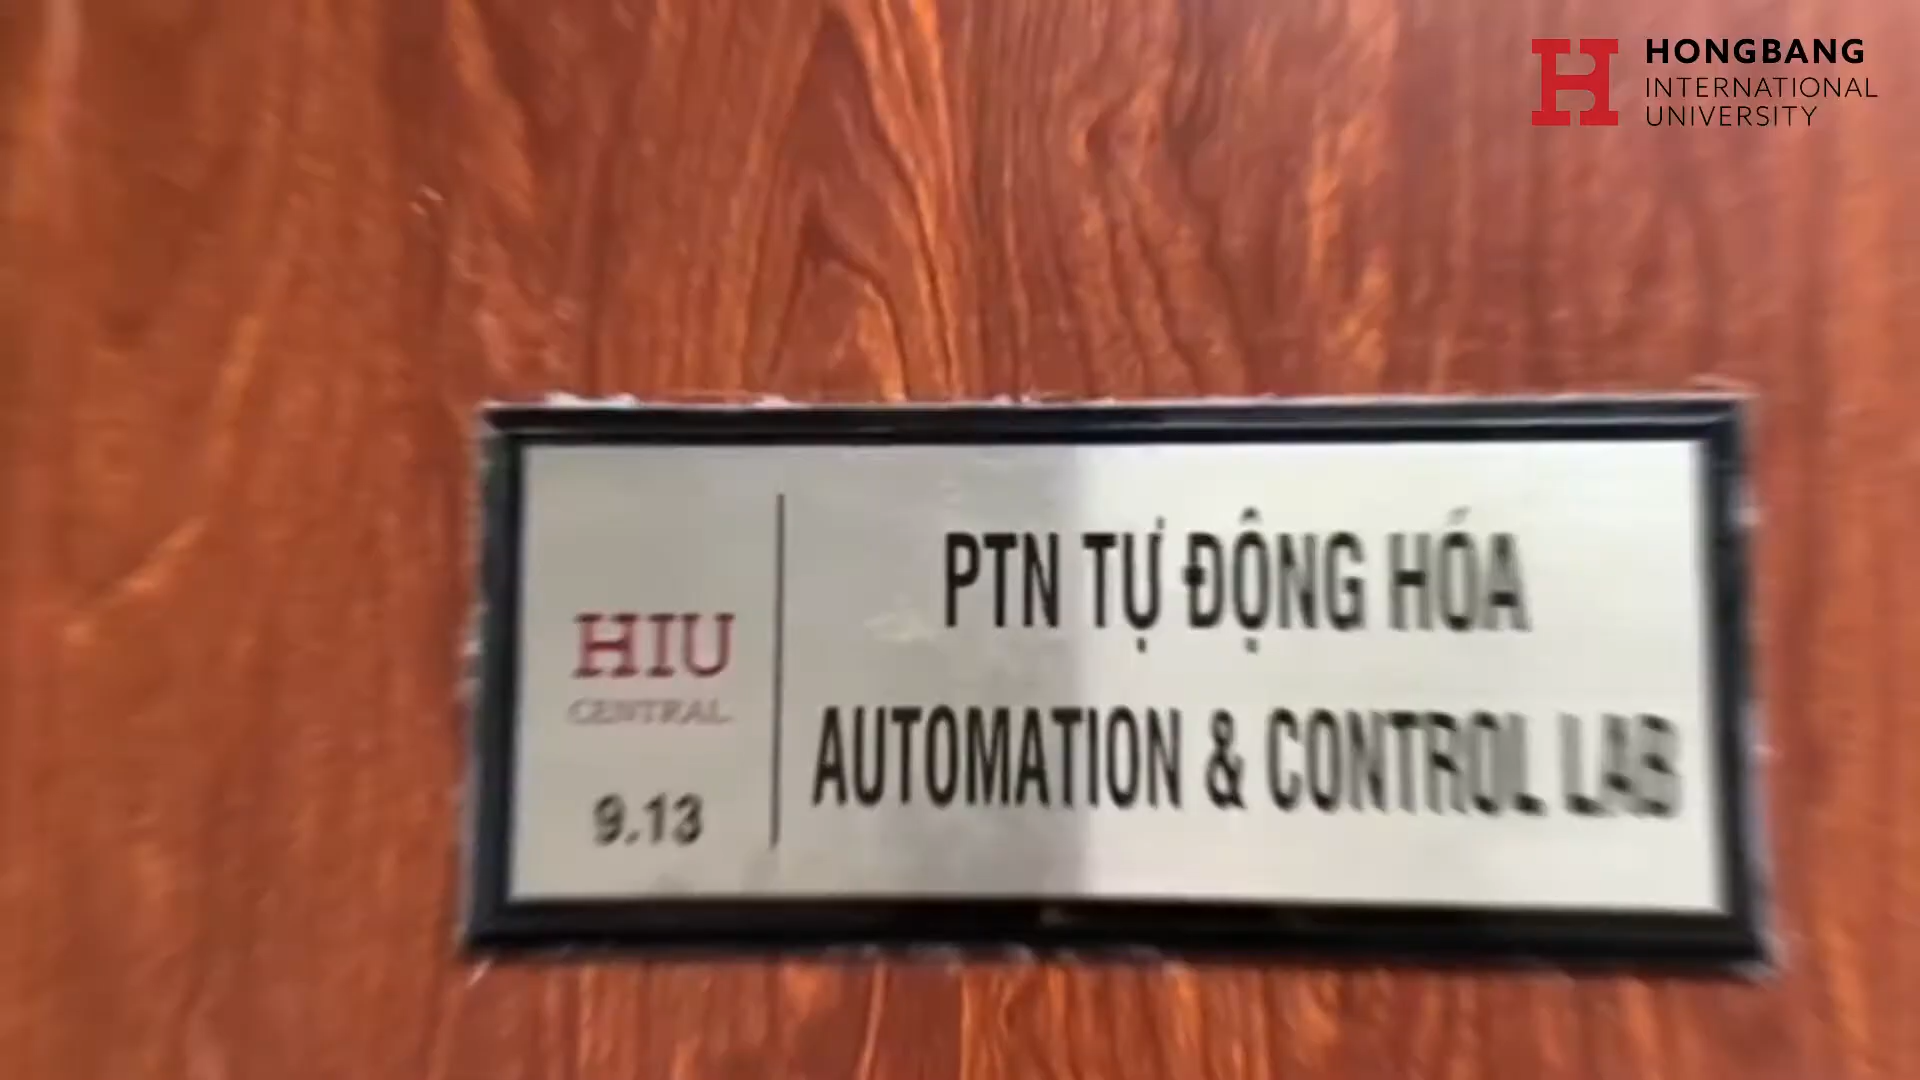 HONGBANG
INTERNATIONAL
UNIVERSITY
HIU
CENTRAL
9.13
PTN TỰ ĐỘNG HÓA
AUTOMATION & CONTROL LAB